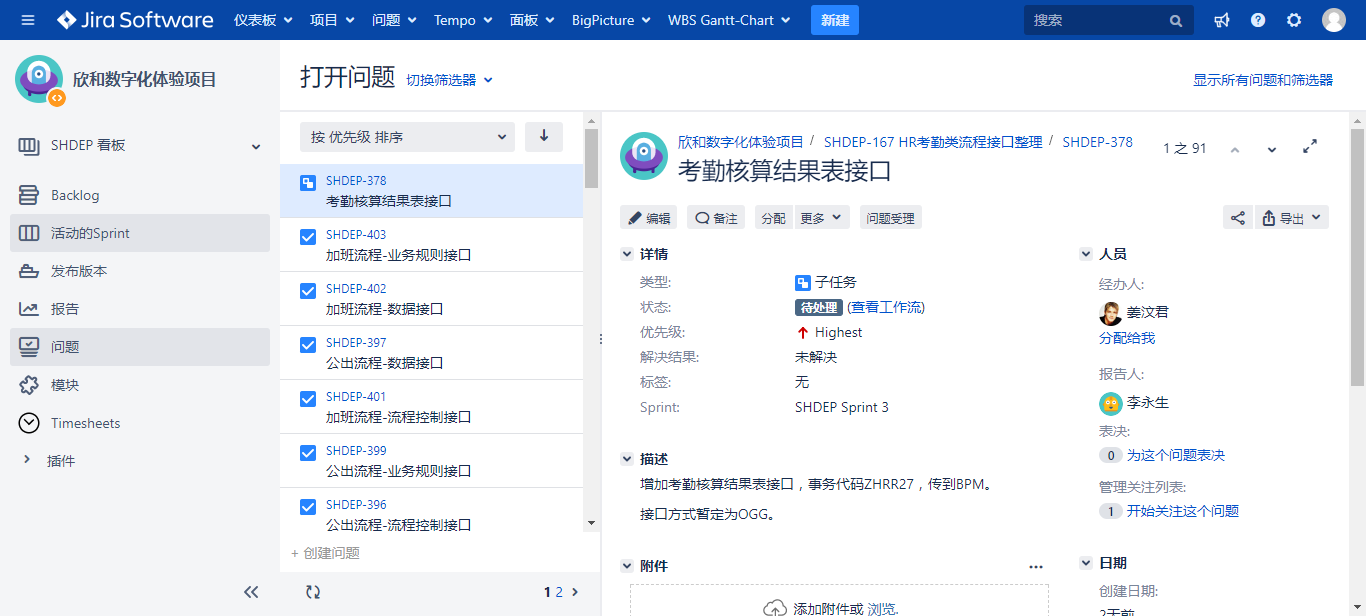 Jira Software 仪表板 项目 问题 Tempo 面板 BigPicture WBS Gantt-Chart 新建 搜索
欣和数字化体验项目
SHDEP 看板
Backlog
活动的Sprint
发布版本
报告
问题
模块
Timesheets
插件
打开问题 切换筛选器
显示所有问题和筛选器
按 优先级 排序
SHDEP-378
考勤核算结果表接口
SHDEP-403
加班流程-业务规则接口
SHDEP-402
加班流程-数据接口
SHDEP-397
公出流程-数据接口
SHDEP-401
加班流程-流程控制接口
SHDEP-399
公出流程-业务规则接口
SHDEP-396
公出流程-流程控制接口
+ 创建问题
1 2
欣和数字化体验项目 / SHDEP-167 HR考勤类流程接口整理 / SHDEP-378
1 之 91
考勤核算结果表接口
编辑 备注 分配 更多 问题受理 导出
详情
类型: 子任务
状态: 待处理 (查看工作流)
优先级: Highest
解决结果: 未解决
标签: 无
Sprint: SHDEP Sprint 3
描述
增加考勤核算结果表接口，事务代码ZHRR27，传到BPM。
接口方式暂定为OGG。
附件
添加附件或 浏览.
人员
经办人:
姜汶君
分配给我
报告人:
李永生
表决:
0 为这个问题表决
管理关注列表:
1 开始关注这个问题
日期
创建日期:
2天前